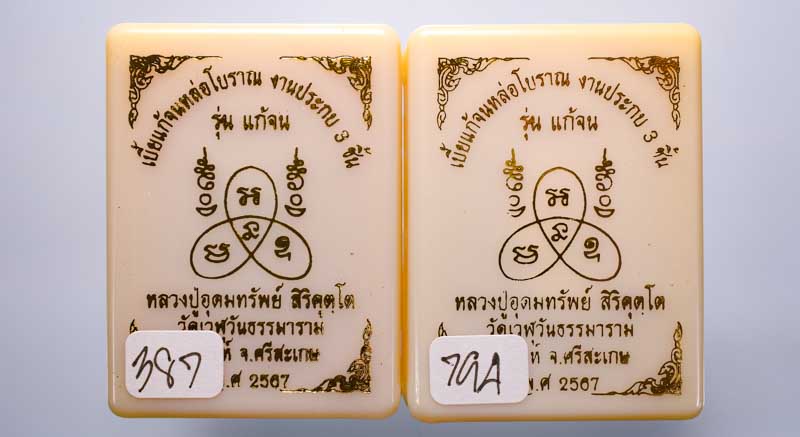 เบี้ยแก้จนหล่อโบราณ งานประกบ 3 ชิ้น
รุ่น แก้จน
หลวงปู่อุดมทรัพย์ สิริคุตฺโต
วัดเวฬุวันธรรมาราม
จ.ศรีสะเกษ
ศ 2567
387
เบี้ยแก้จนหล่อโบราณ งานประกบ 3 ชิ้น
รุ่น แก้จน
หลวงปู่อุดมทรัพย์ สิริคุตฺโต
วัดเวฬุวันธรรมาราม
จ.ศรีสะเกษ
พ.ศ 2567